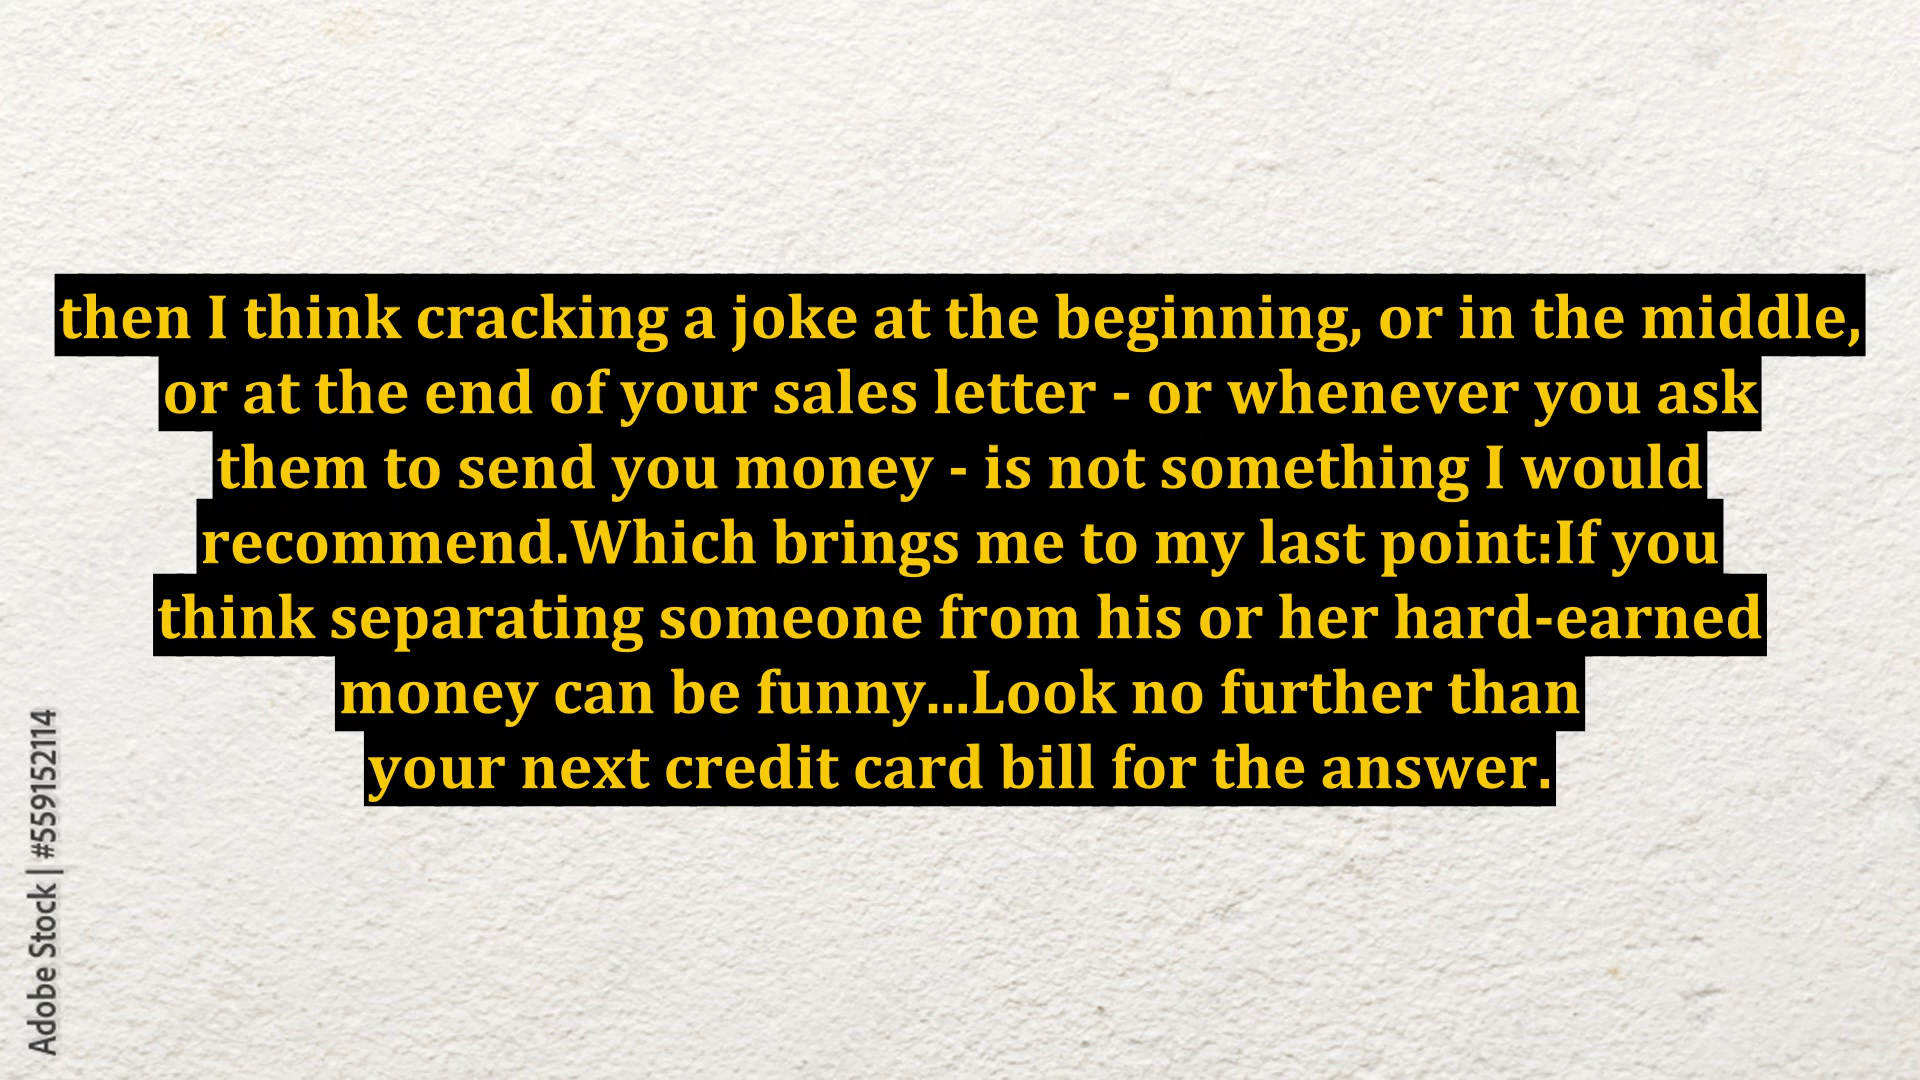 then I think cracking a joke at the beginning, or in the middle,
or at the end of your sales letter - or whenever you ask
them to send you money - is not something I would
recommend.Which brings me to my last point:If you
think separating someone from his or her hard-earned
money can be funny...Look no further than
your next credit card bill for the answer.
Adobe Stock | #559152114